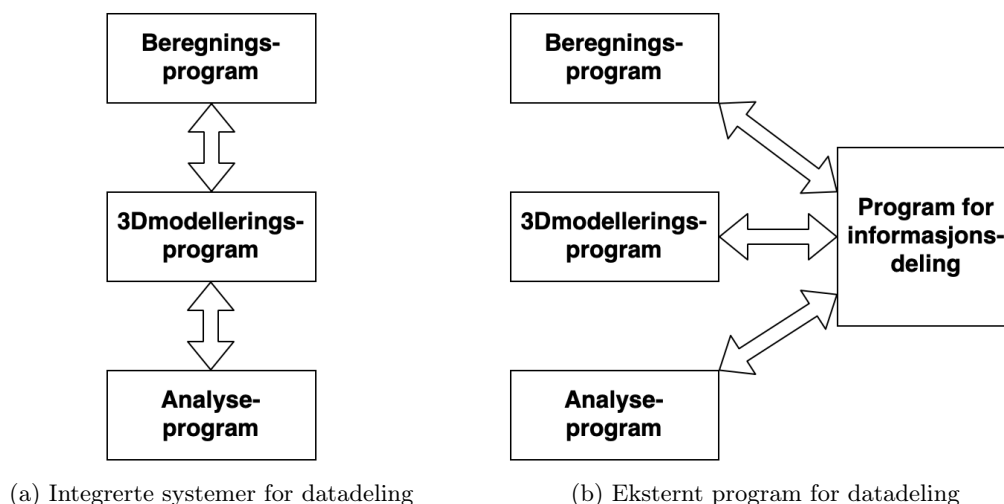 Beregnings-
program
3Dmodellerings-
program
Analyse-
program
(a) Integrerte systemer for datadeling
Beregnings-
program
3Dmodellerings-
program
Analyse-
program
Program for
informasjons-
deling
(b) Eksternt program for datadeling